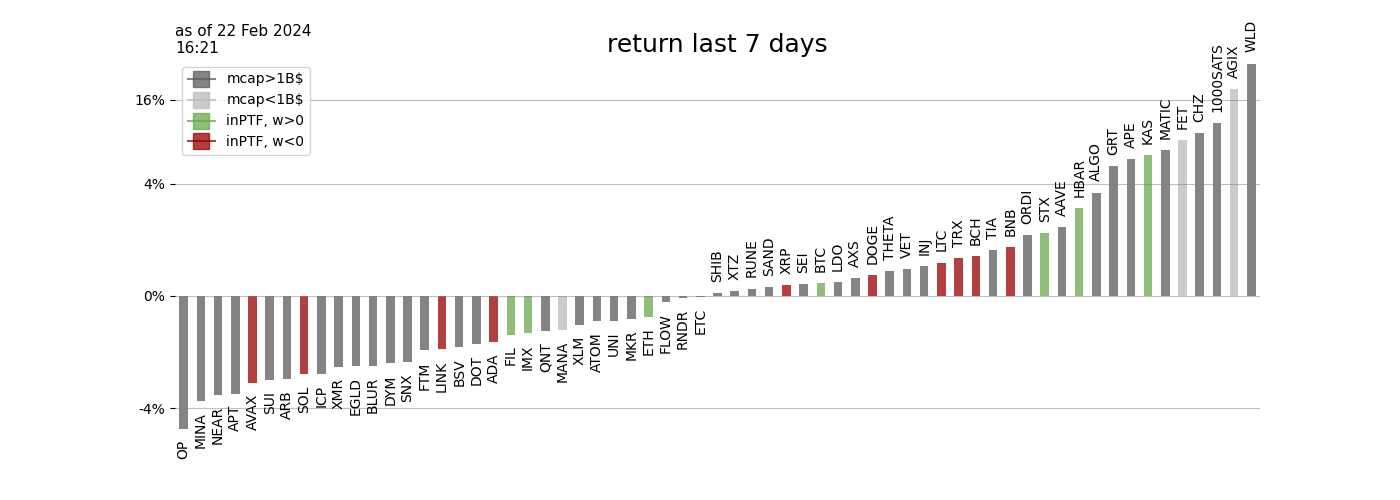 as of 22 Feb 2024
16:21
return last 7 days
mcap>1B$
mcap<1B$
inPTF, w>0
inPTF, w<0
16%
4%
0%
-4%
OP
MINA
NEAR
APT
AVAX
SUI
ARB
SOL
ICP
XMR
EGLD
BLUR
DYM
SNX
FTM
LINK
BSV
DOT
ADA
FIL
IMX
QNT
MANA
XLM
ATOM
UNI
MKR
ETH
FLOW
RNDR
ETC
SHIB
XTZ
RUNE
SAND
XRP
SEI
BTC
LDO
AXS
DOGE
THETA
VET
INJ
LTC
TRX
BCH
TIA
BNB
ORDI
STX
AAVE
HBAR
ALGO
GRT
APE
KAS
MATIC
FET
CHZ
1000SATS
AGIX
WLD